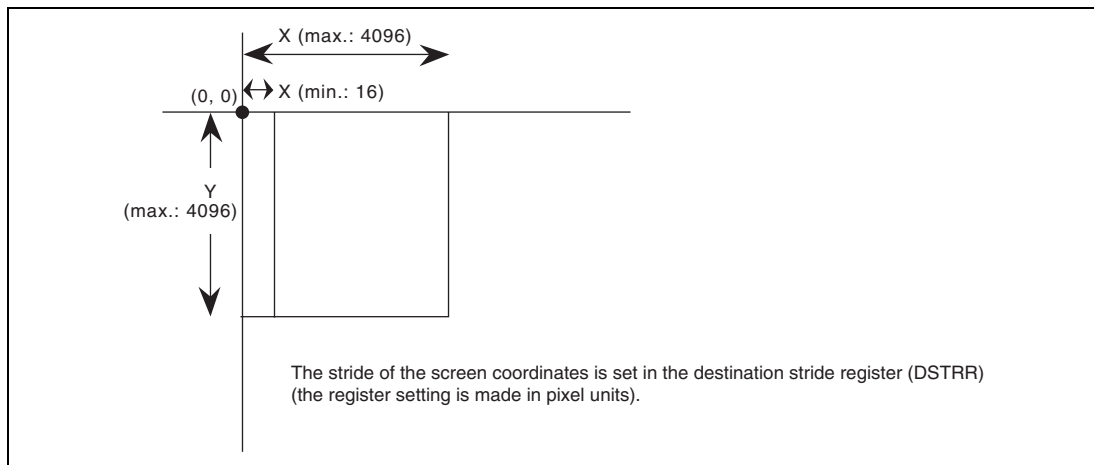 X (max.: 4096)
(0, 0)
X (min.: 16)
Y
(max.: 4096)
The stride of the screen coordinates is set in the destination stride register (DSTRR)
(the register setting is made in pixel units).